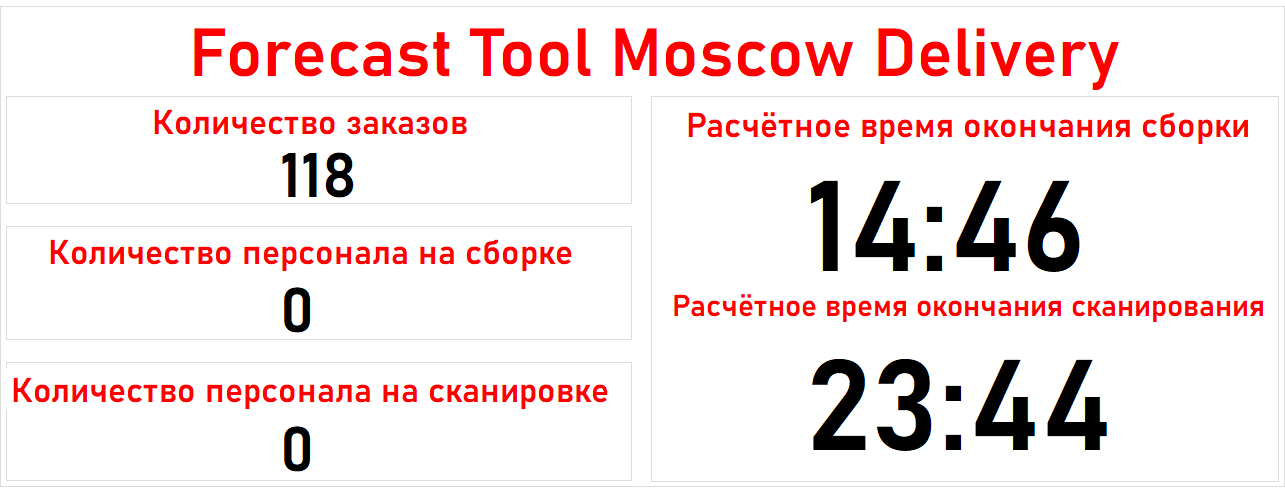 Forecast Tool Moscow Delivery
Количество заказов
118
Количество персонала на сборке
0
Количество персонала на сканировке
0
Расчётное время окончания сборки
14:46
Расчётное время окончания сканирования
23:44